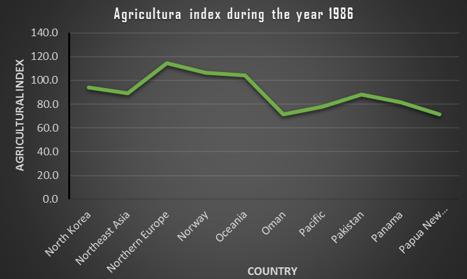 Agricultura index during the year 1986
140.0
120.0
100.0
80.0
60.0
40.0
20.0
0.0
AGRICULTURAL INDEX
North Korea
Northeast Asia
Northern Europe
Norway
Oceania
Oman
Pacific
Pakistan
Panama
Papua New...
COUNTRY